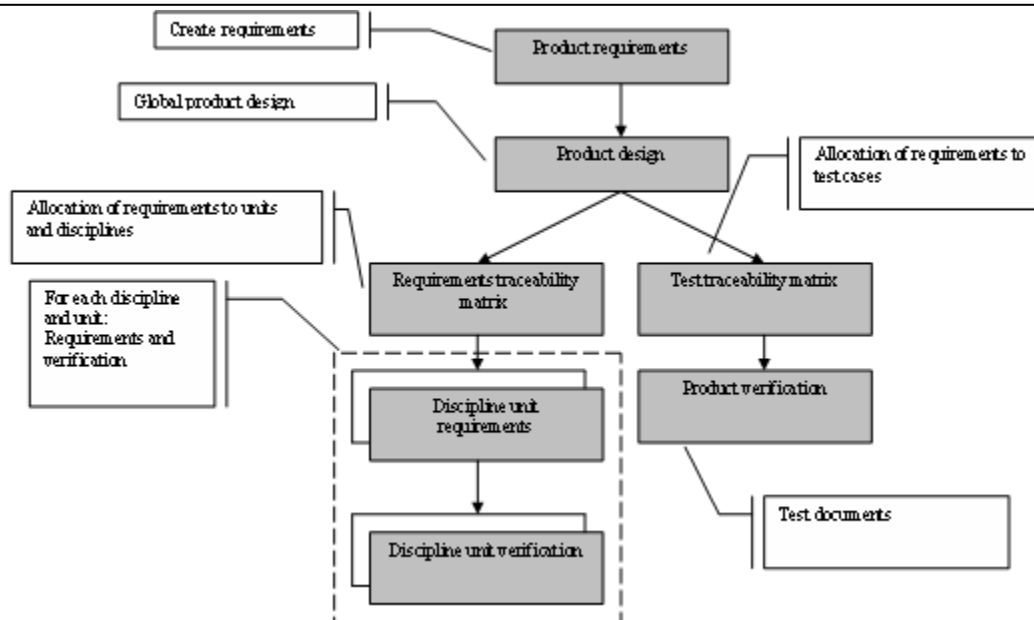 Create requirements
Product requirements
Global product design
Product design
Allocation of requirements to
test cases
Allocation of requirements to units
and disciplines
Requirements traceability
matrix
Test traceability matrix
For each discipline
and unit:
Requirements and
verification
Discipline unit
requirements
Product verification
Test documents
Discipline unit verification